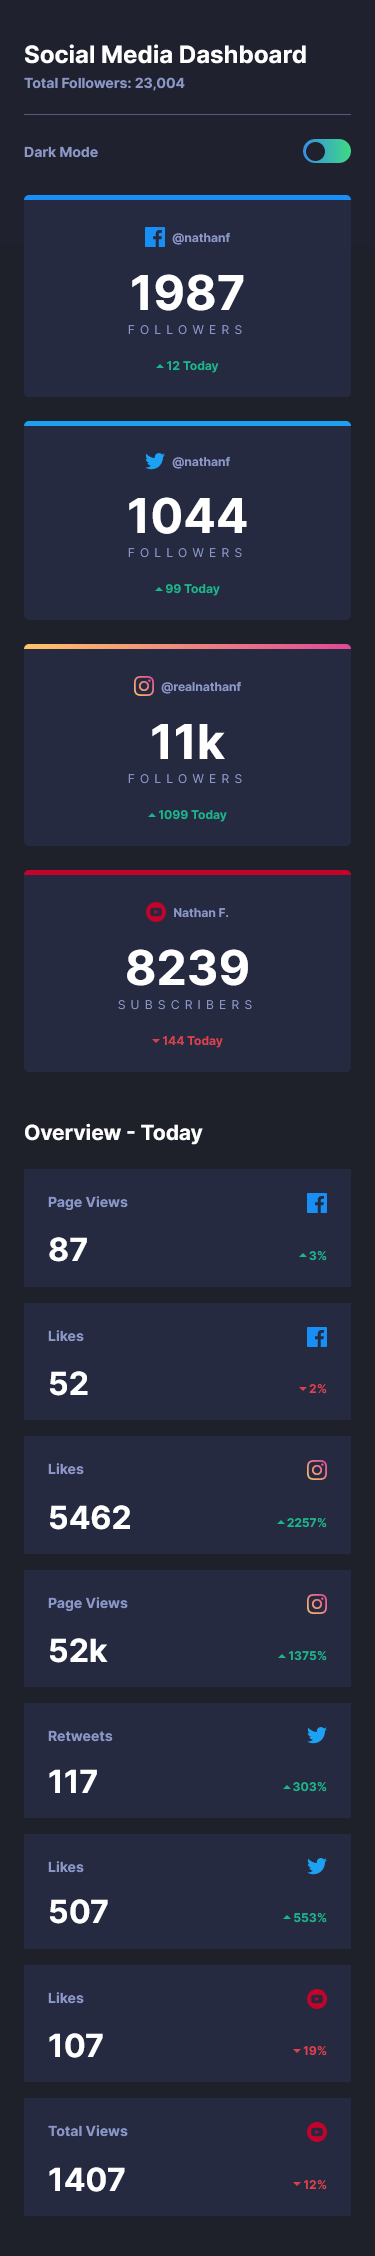 Social Media Dashboard
Total Followers: 23,004
Dark Mode
@nathanf
1987
FOLLOWERS
12 Today
@nathanf
1044
FOLLOWERS
99 Today
@realnathanf
11k
FOLLOWERS
1099 Today
Nathan F.
8239
SUBSCRIBERS
144 Today
Overview - Today
Page Views
87
3%
Likes
52
2%
Likes
5462
2257%
Page Views
52k
1375%
Retweets
117
303%
Likes
507
553%
Likes
107
19%
Total Views
1407
12%